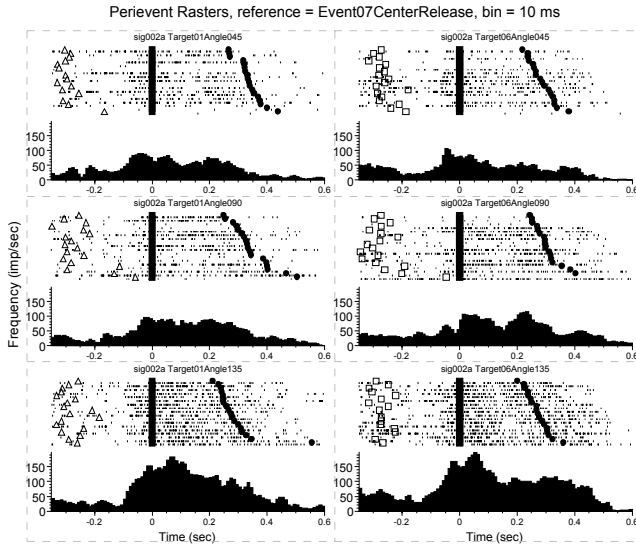 Perievent Rasters, reference = Event07CenterRelease, bin = 10 ms
sig002a Target01Angle045
sig002a Target06Angle045
150
100
50
0
-0.2 0 0.2 0.4 0.6
150
100
50
0
-0.2 0 0.2 0.4 0.6
sig002a Target01Angle090
sig002a Target06Angle090
Frequency (imp/sec)
150
100
50
0
-0.2 0 0.2 0.4 0.6
150
100
50
0
-0.2 0 0.2 0.4 0.6
sig002a Target01Angle135
sig002a Target06Angle135
150
100
50
0
-0.2 0 0.2 0.4 0.6
Time (sec)
150
100
50
0
-0.2 0 0.2 0.4 0.6
Time (sec)